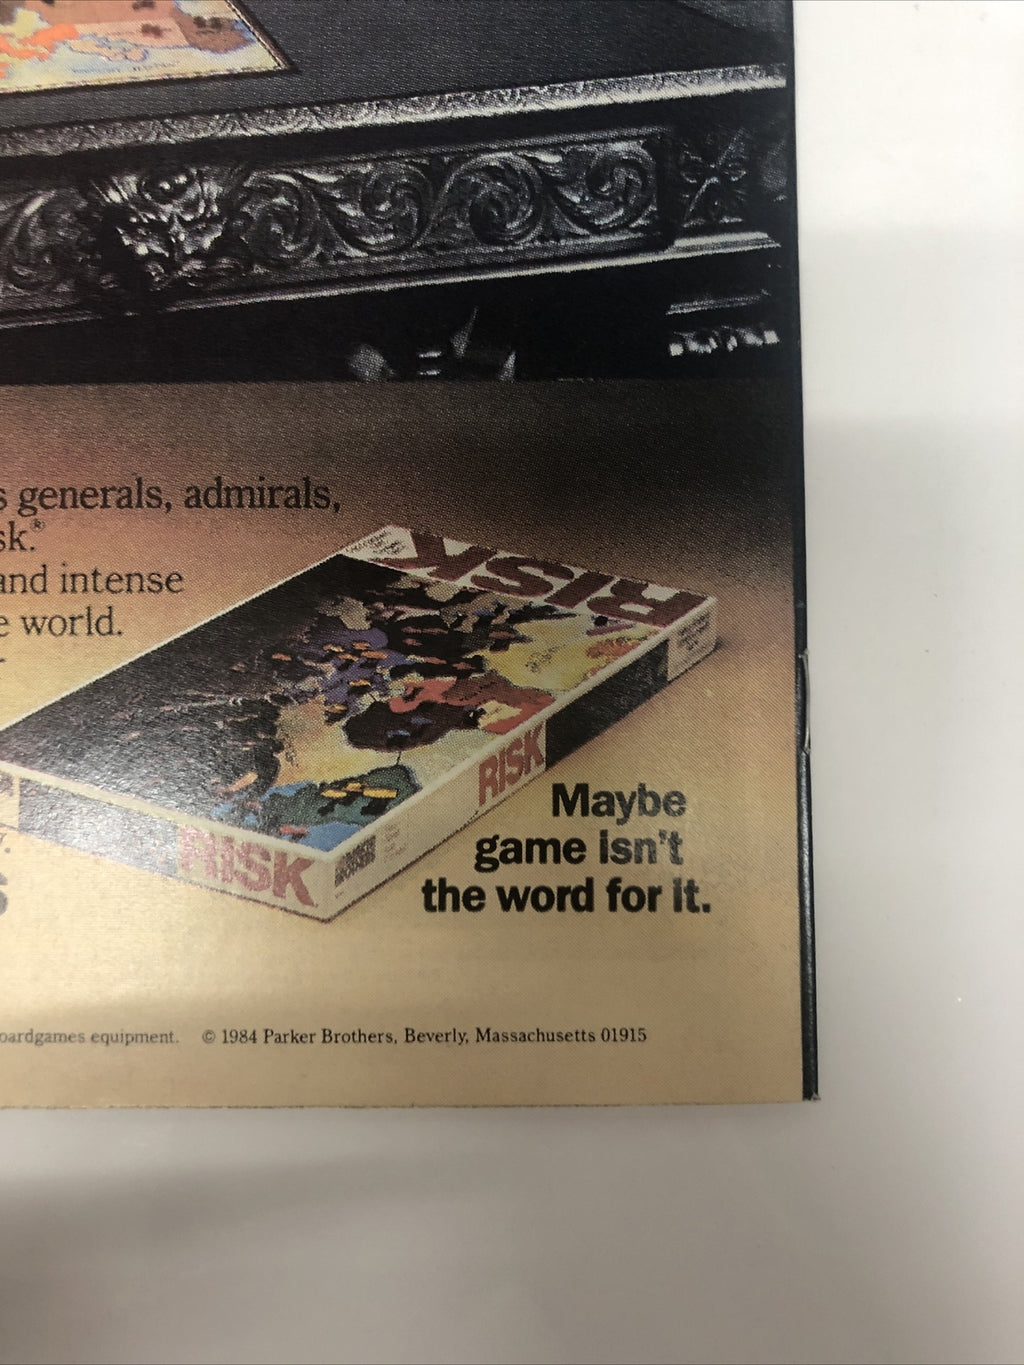 s generals, admirals,
sk.®
and intense
e world.
RISK
RISK
RISK
Maybe
game isn't
the word for it.
s
oardgames equipment. © 1984 Parker Brothers, Beverly, Massachusetts 01915